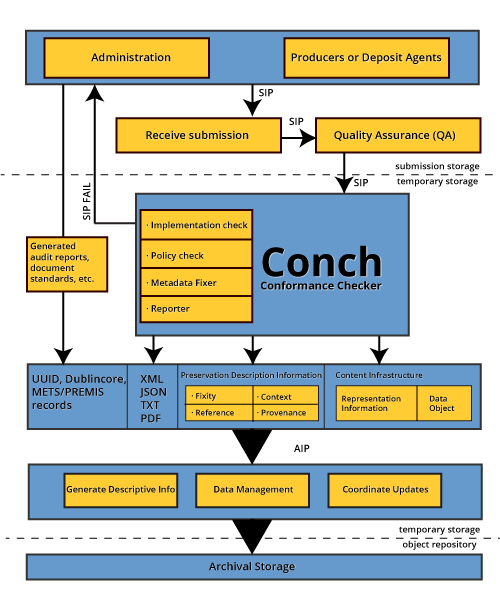 Administration
Producers or Deposit Agents
SIP
Receive submission
SIP
Quality Assurance (QA)
submission storage
temporary storage
SIP
SIP FAIL
· Implementation check
· Policy check
· Metadata Fixer
· Reporter
Conch
Conformance Checker
Generated
audit reports,
document
standards, etc.
UUID, Dublincore,
METS/PREMIS
records
XML
JSON
TXT
PDF
Preservation Description Information
· Fixity
· Context
· Reference
· Provenance
Content Infrastructure
Representation
Information
Data
Object
AIP
Generate Descriptive Info
Data Management
Coordinate Updates
temporary storage
object repository
Archival Storage